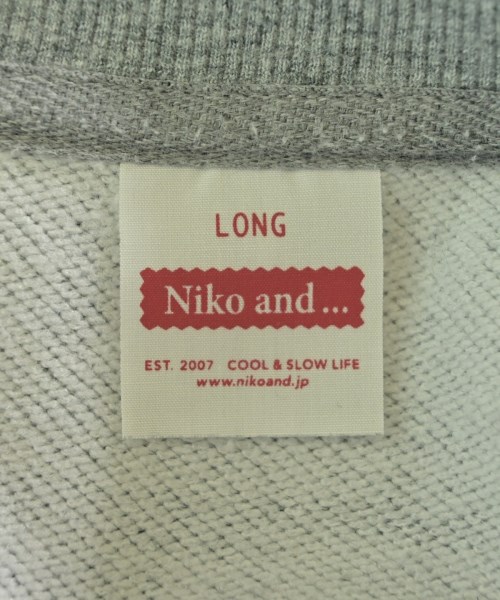 LONG
Niko and ...
EST. 2007 COOL & SLOW LIFE
www.nikoand.jp